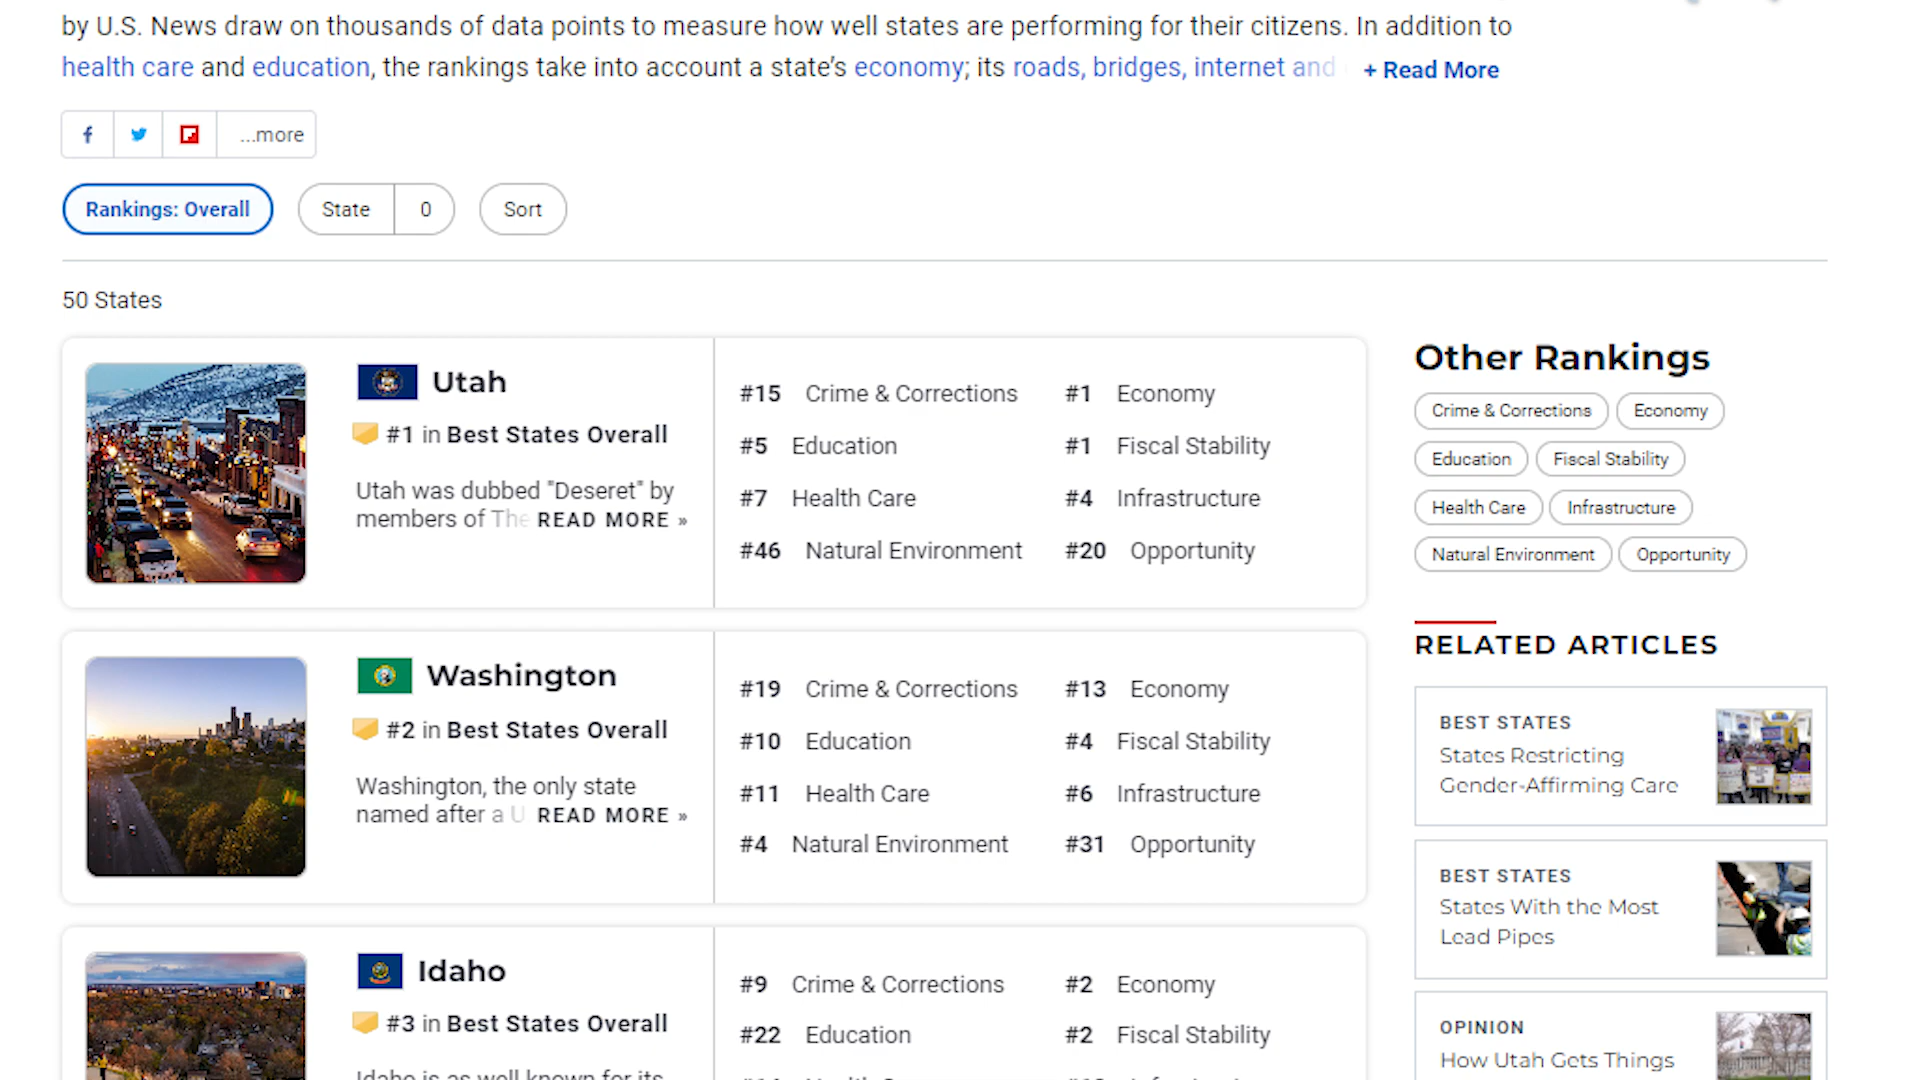 by U.S. News draw on thousands of data points to measure how well states are performing for their citizens. In addition to
health care and education, the rankings take into account a state’s economy; its roads, bridges, internet and + Read More
...more
Rankings: Overall State 0 Sort
50 States
Utah
#1 in Best States Overall
Utah was dubbed "Deseret" by
members of The READ MORE »
#15 Crime & Corrections #1 Economy
#5 Education #1 Fiscal Stability
#7 Health Care #4 Infrastructure
#46 Natural Environment #20 Opportunity
Washington
#2 in Best States Overall
Washington, the only state
named after a U READ MORE »
#19 Crime & Corrections #13 Economy
#10 Education #4 Fiscal Stability
#11 Health Care #6 Infrastructure
#4 Natural Environment #31 Opportunity
Idaho
#3 in Best States Overall
Idaho is as well known for its
#9 Crime & Corrections #2 Economy
#22 Education #2 Fiscal Stability
Other Rankings
Crime & Corrections Economy
Education Fiscal Stability
Health Care Infrastructure
Natural Environment Opportunity
RELATED ARTICLES
BEST STATES
States Restricting
Gender-Affirming Care
BEST STATES
States With the Most
Lead Pipes
OPINION
How Utah Gets Things